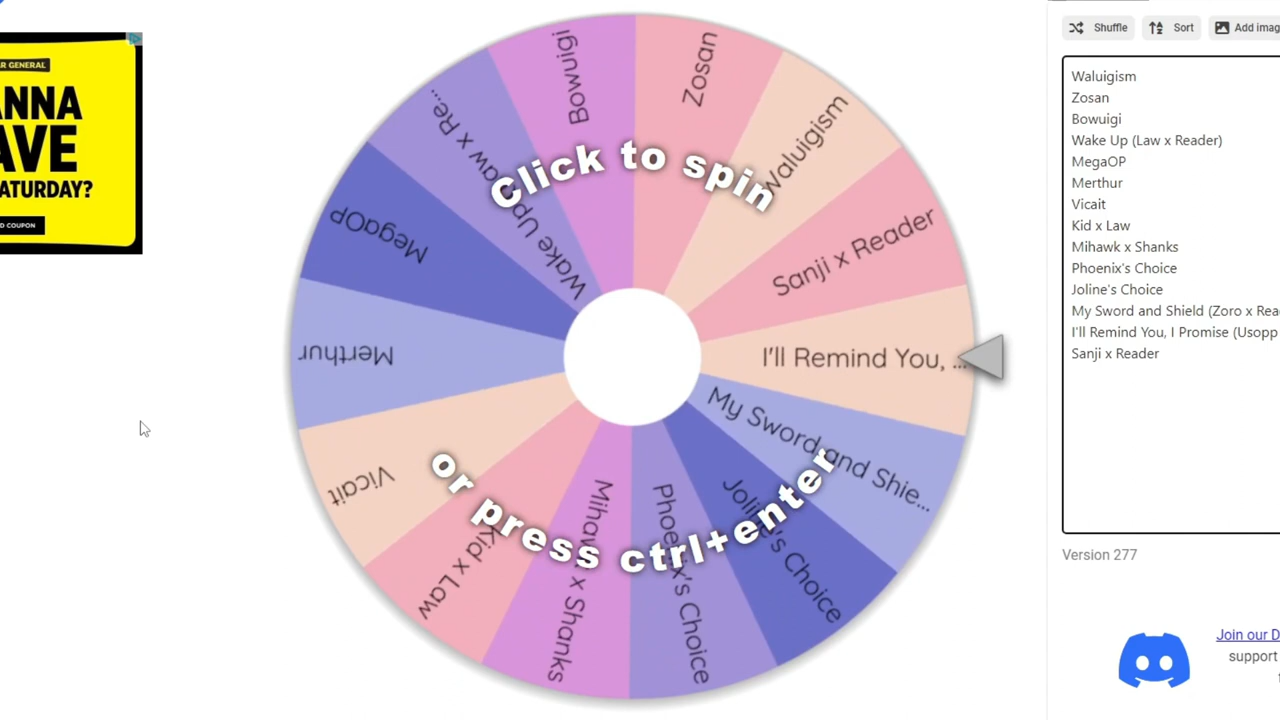 R GENERAL
ANNA
AVE
SATURDAY?
D COUPON
Bowuigi
Zosan
Waluigism
Sanji x Reader
I'll Remind You, ...
My Sword and Shie...
Joline's Choice
Phoenix's Choice
Mihawk x Shanks
Kid x Law
Vicait
Merthur
MegaOP
Wake Up (Law x Re...
Click to spin
or press ctrl+enter
Shuffle
Sort
Add imag
Waluigism
Zosan
Bowuigi
Wake Up (Law x Reader)
MegaOP
Merthur
Vicait
Kid x Law
Mihawk x Shanks
Phoenix's Choice
Joline's Choice
My Sword and Shield (Zoro x Rea
I'll Remind You, I Promise (Usopp
Sanji x Reader
Version 277
Join our D
support
f